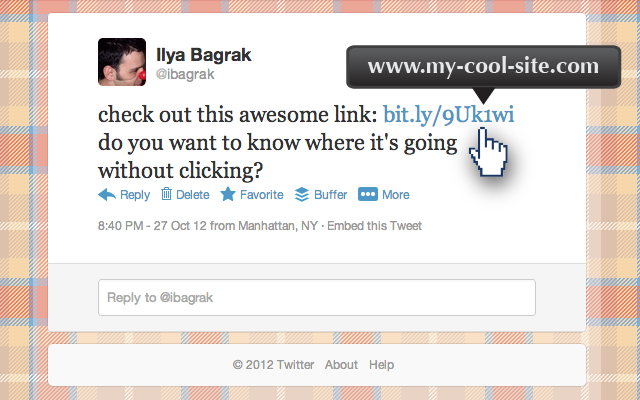 Ilya Bagrak
@ibagrak
www.my-cool-site.com
check out this awesome link: bit.ly/9Uk1wi
do you want to know where it's going
without clicking?
Reply Delete Favorite Buffer More
8:40 PM - 27 Oct 12 from Manhattan, NY · Embed this Tweet
Reply to @ibagrak
© 2012 Twitter About Help